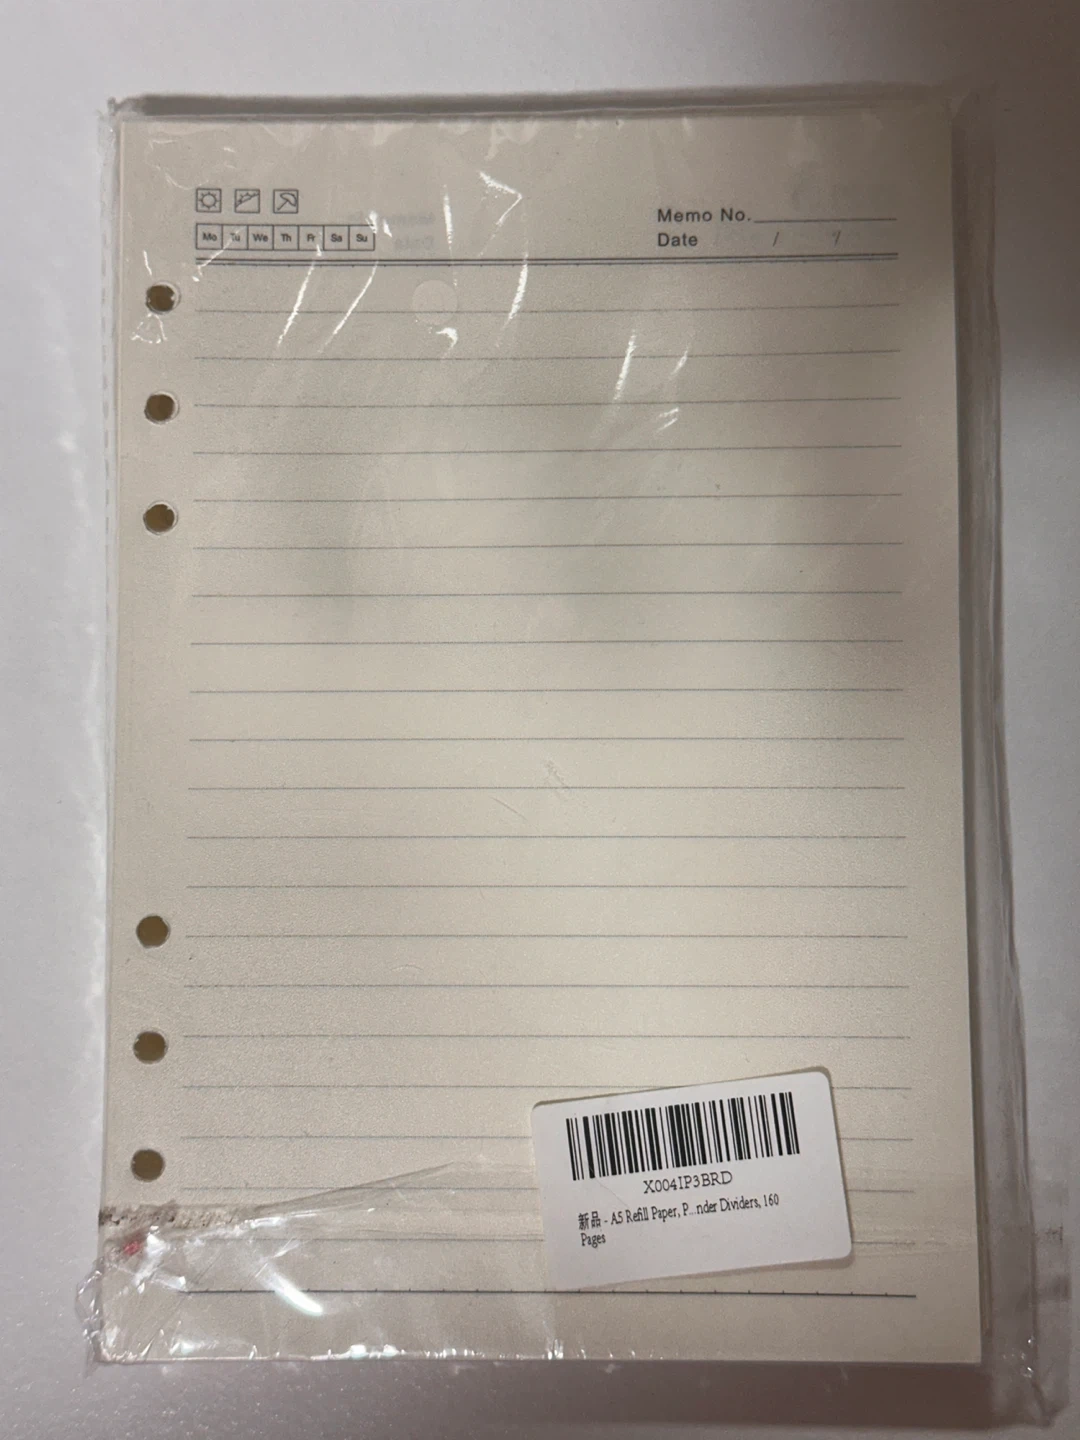 Memo No.
Mo Tu We Th Fr Sa Su
Date / /
X004IP3BRD
新品 - A5 Refill Paper, P...nder Dividers, 160
Pages